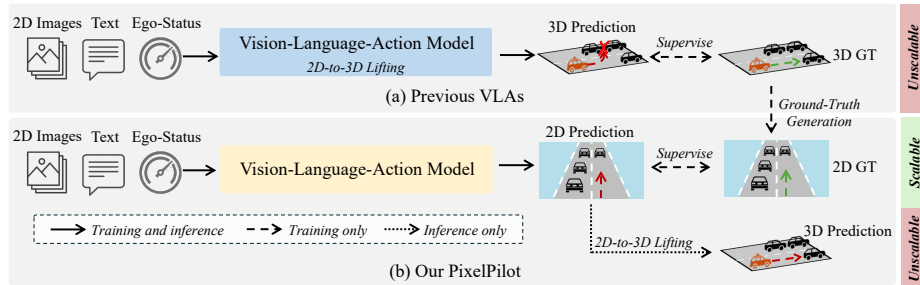 2D Images Text Ego-Status
Vision-Language-Action Model
2D-to-3D Lifting
3D Prediction
Supervise
3D GT
Unscalable
(a) Previous VLAs
Ground-Truth
Generation
2D Images Text Ego-Status
Vision-Language-Action Model
2D Prediction
Supervise
2D GT
Scalable
Training and inference
Training only
Inference only
2D-to-3D Lifting
3D Prediction
Unscalable
(b) Our PixelPilot